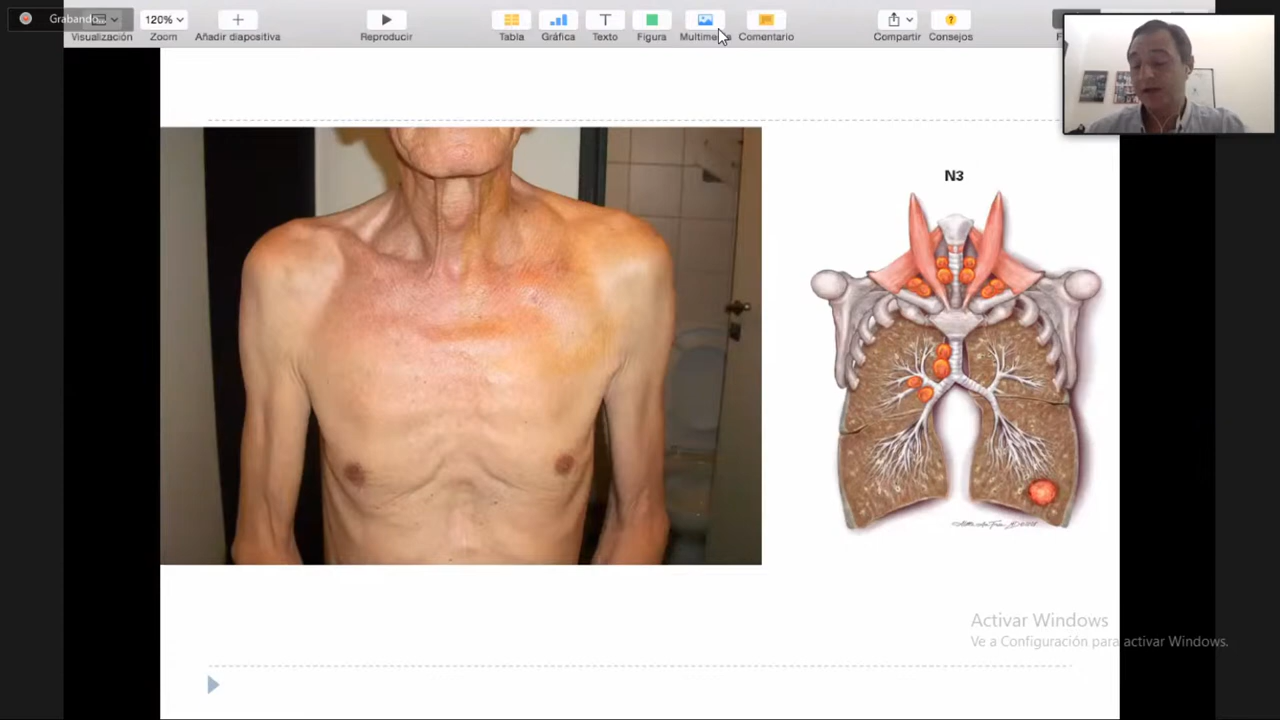 Grabando...
120%
Visualización
Zoom
Añadir diapositiva
Reproducir
Tabla
Gráfica
Texto
Figura
Multimedia
Comentario
Compartir
Consejos
N3
Activar Windows
Ve a Configuración para activar Windows.